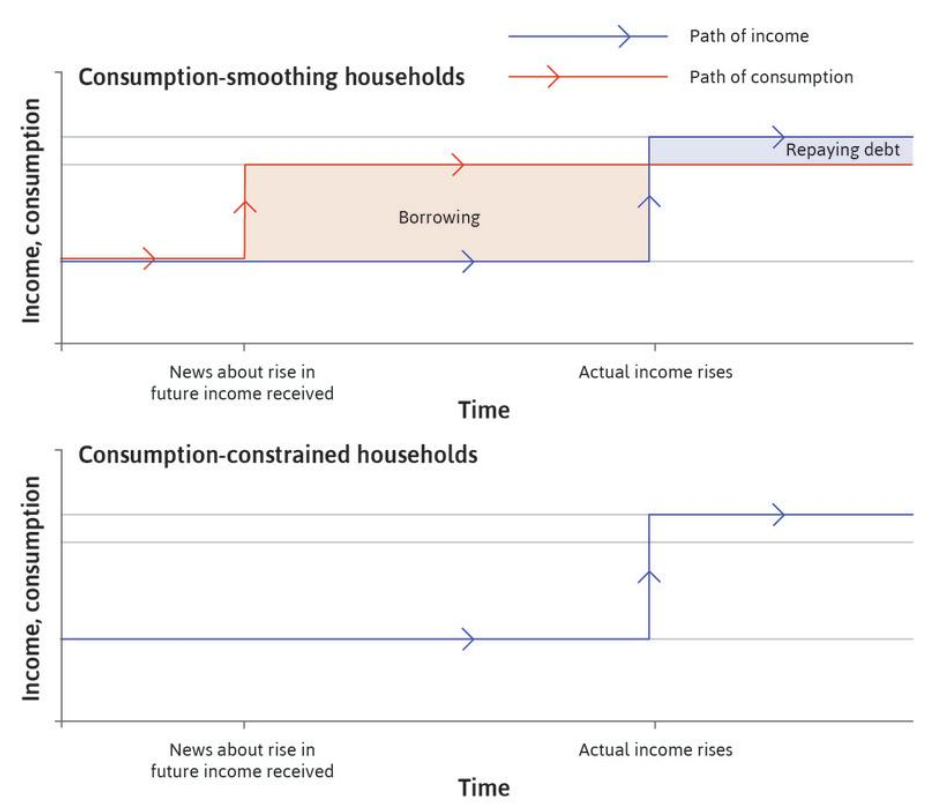 Path of income
Path of consumption
Consumption-smoothing households
Income, consumption
Repaying debt
Borrowing
News about rise in
future income received
Actual income rises
Time
Consumption-constrained households
Income, consumption
News about rise in
future income received
Actual income rises
Time